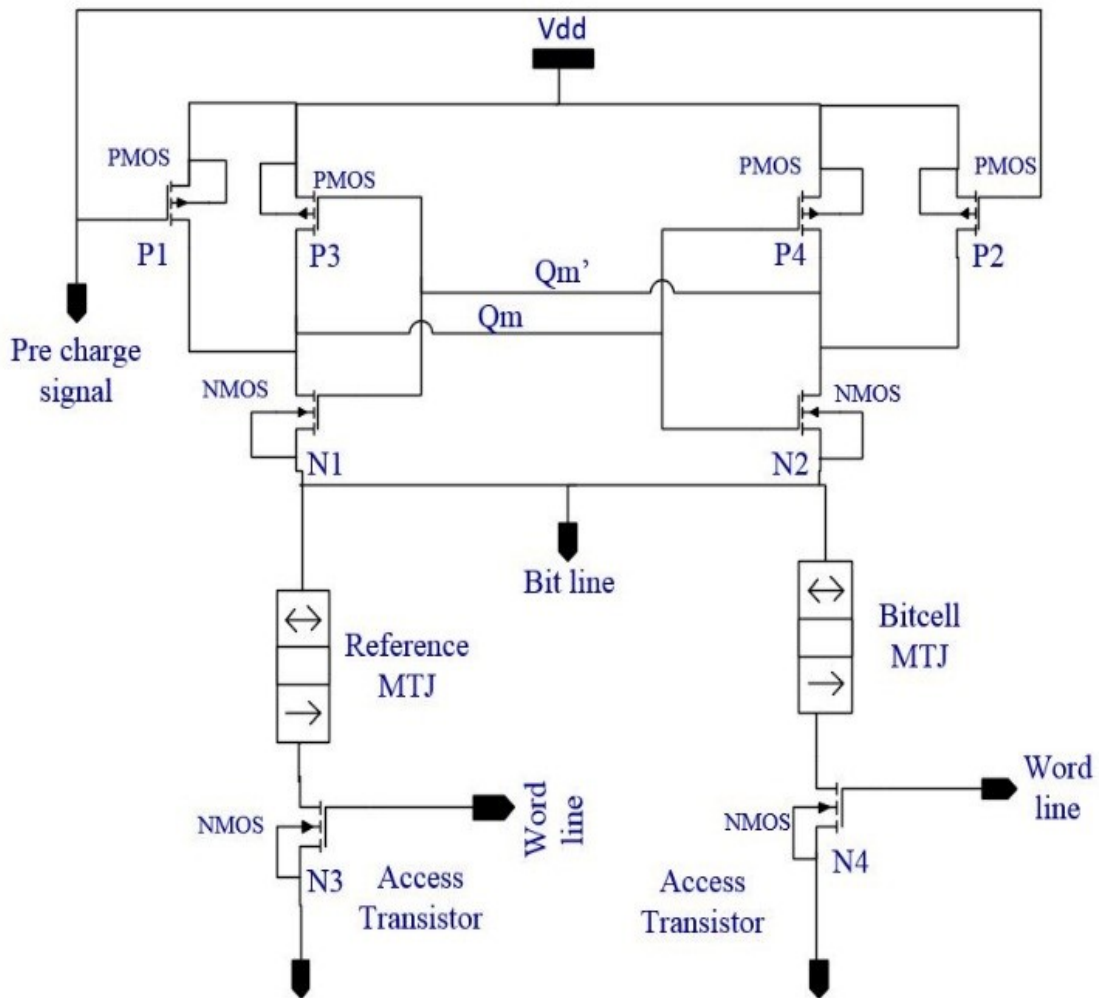 Vdd
PMOS
PMOS
PMOS
PMOS
P1
P3
P4
P2
Qm’
Qm
Pre charge
signal
NMOS
NMOS
N1
N2
Bit line
Reference
MTJ
Bitcell
MTJ
Word
line
Word
line
NMOS
NMOS
N3
N4
Access
Transistor
Access
Transistor